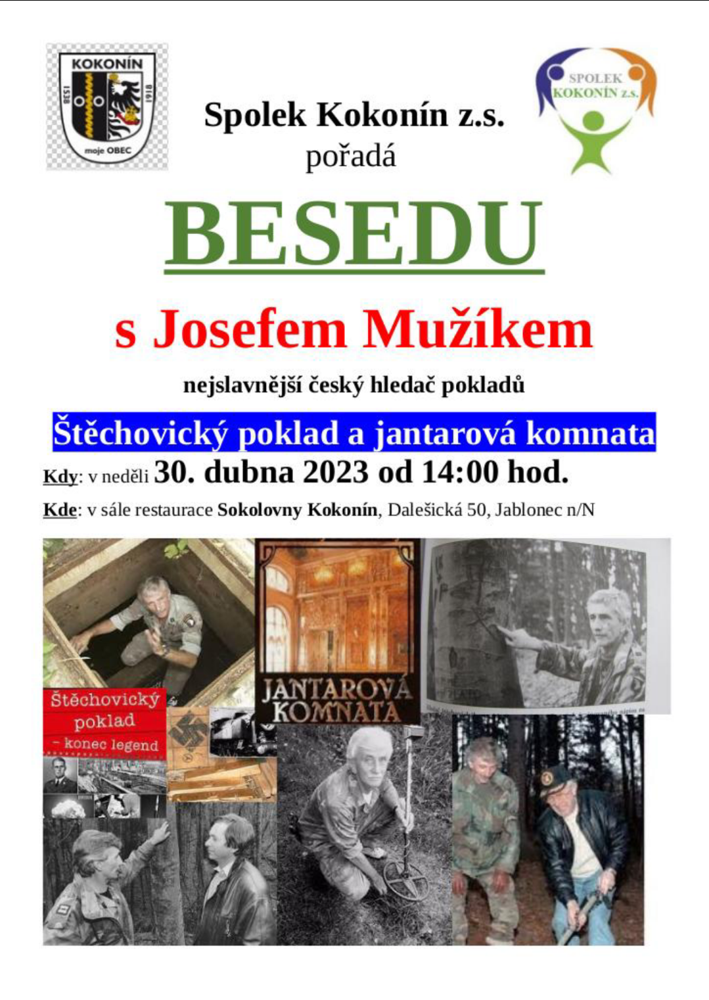 KOKONÍN
1538
1918
moje OBEC
SPOLEK
KOKONÍN z.s.
Spolek Kokonín z.s.
pořadá
BESEDU
s Josefem Mužíkem
nejslavnější český hledač pokladů
Štěchovický poklad a jantarová komnata
Kdy: v neděli 30. dubna 2023 od 14:00 hod.
Kde: v sále restaurace Sokolovny Kokonín, Dalešická 50, Jablonec n/N
JANTAROVÁ
KOMNATA
Štěchovický
poklad
– konec legend